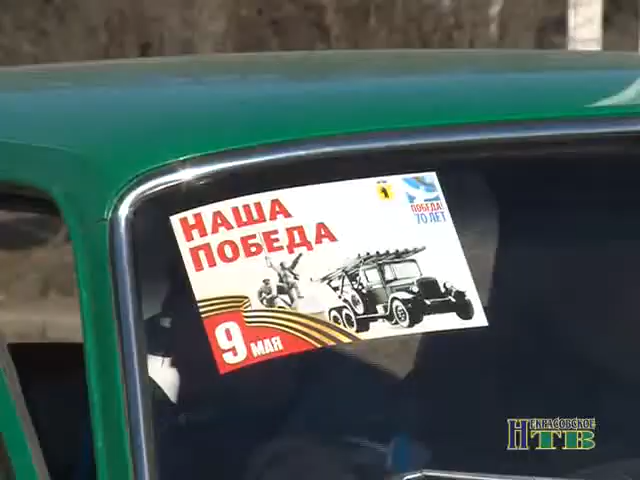 НАША
ПОБЕДА
ПОБЕДА!
70 ЛЕТ
9 МАЯ
НЕКРАСОВСКОЕ
НТВ